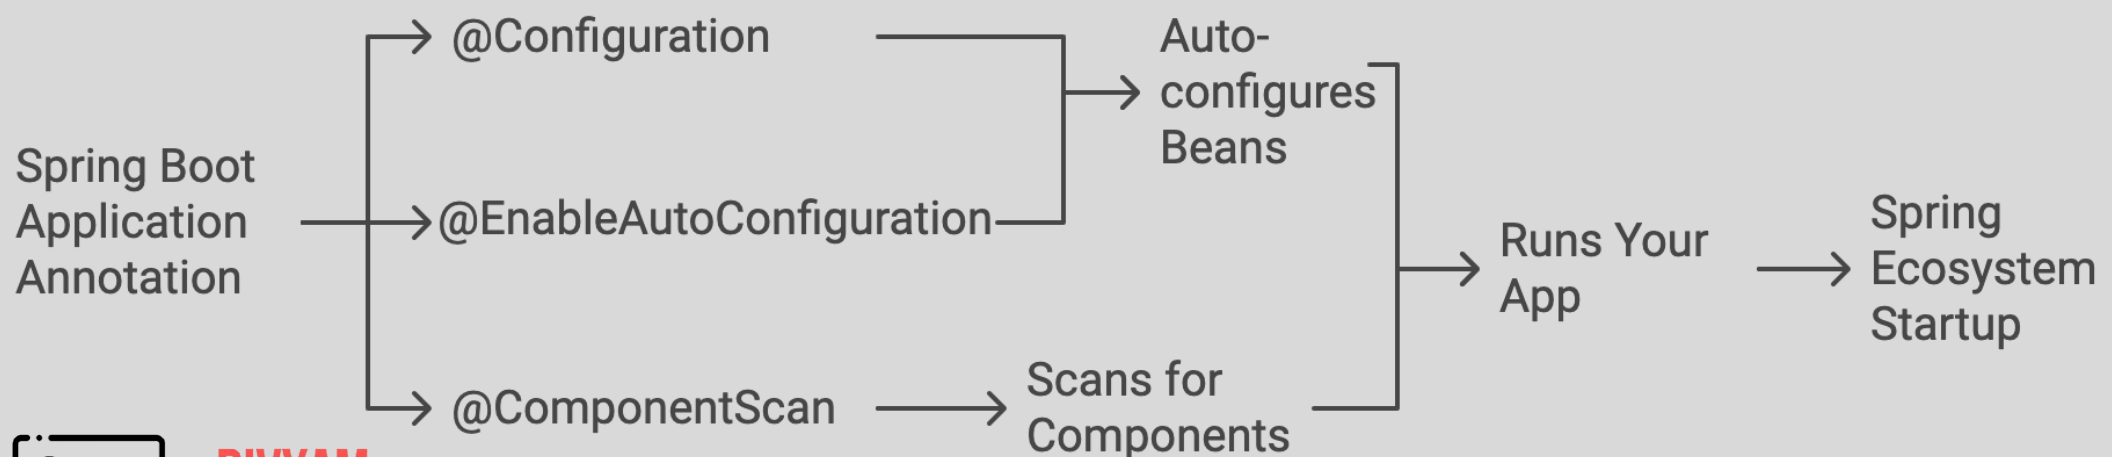 Spring Boot
Application
Annotation
@Configuration
@EnableAutoConfiguration
@ComponentScan
Auto-
configures
Beans
Scans for
Components
Runs Your
App
Spring
Ecosystem
Startup